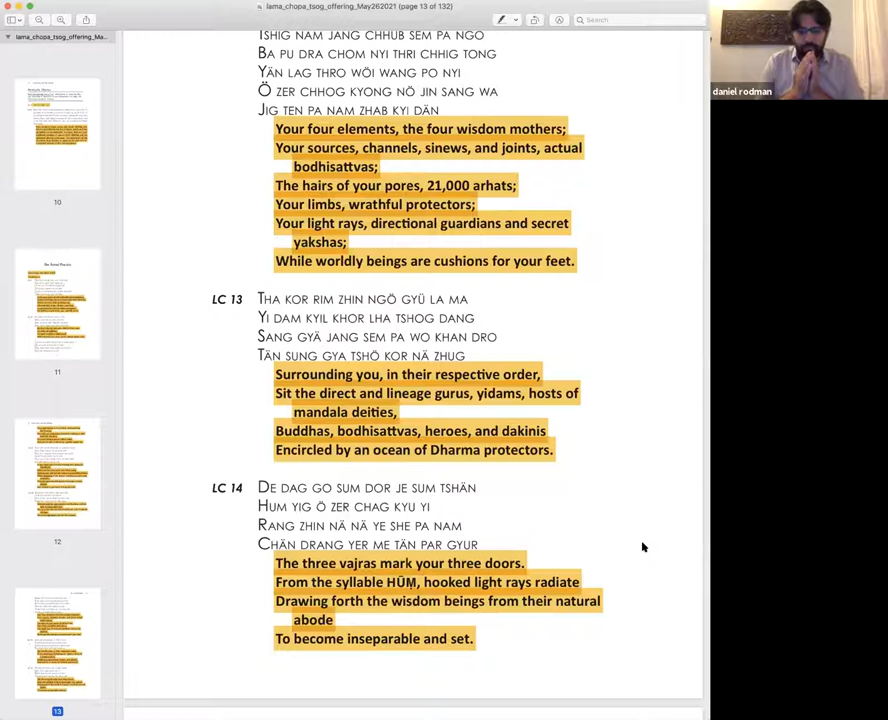 lama_chopa_tsog_offering_May262021 (page 13 of 132)
Search
lama_chopa_tsog_offering_Ma...
daniel rodman
TSHIG NAM JANG CHHUB SEM PA NGO
BA PU DRA CHOM NYI THRI CHHIG TONG
YÄN LAG THRO WÖI WANG PO NYI
Ö ZER CHHOG KYONG NÖ JIN SANG WA
JIG TEN PA NAM ZHAB KYI DÄN
Your four elements, the four wisdom mothers;
Your sources, channels, sinews, and joints, actual
bodhisattvas;
The hairs of your pores, 21,000 arhats;
Your limbs, wrathful protectors;
Your light rays, directional guardians and secret
yakshas;
While worldly beings are cushions for your feet.
LC 13 THA KOR RIM ZHIN NGÖ GYÜ LA MA
YI DAM KYIL KHOR LHA TSHOG DANG
SANG GYÄ JANG SEM PA WO KHAN DRO
TÄN SUNG GYA TSHÖ KOR NÄ ZHUG
Surrounding you, in their respective order,
Sit the direct and lineage gurus, yidams, hosts of
mandala deities,
Buddhas, bodhisattvas, heroes, and dakinis
Encircled by an ocean of Dharma protectors.
LC 14 DE DAG GO SUM DOR JE SUM TSHÄN
HUM YIG Ö ZER CHAG KYU YI
RANG ZHIN NÄ NÄ YE SHE PA NAM
CHÄN DRANG YER ME TÄN PAR GYUR
The three vajras mark your three doors.
From the syllable HŪṂ, hooked light rays radiate
Drawing forth the wisdom beings from their natural
abode
To become inseparable and set.
10
11
12
13